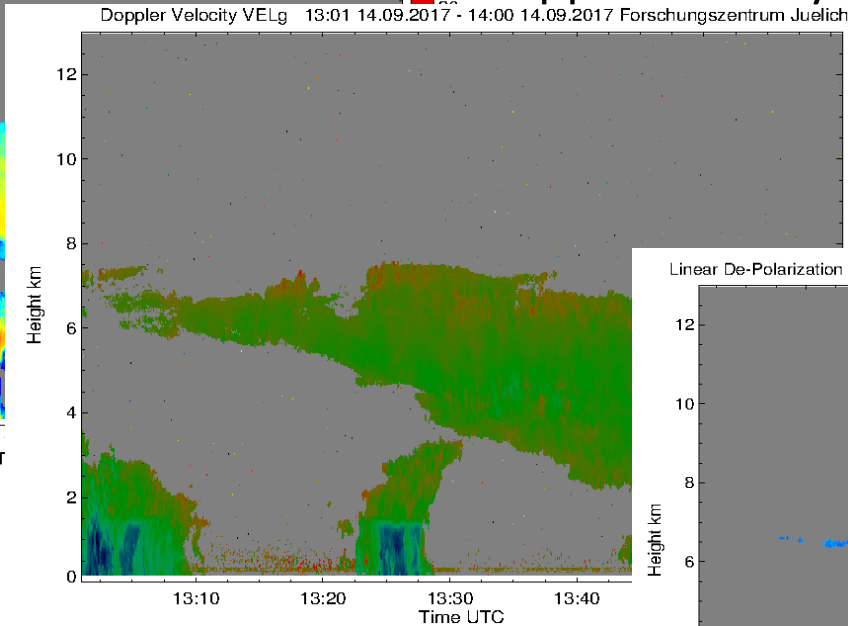 Doppler Velocity VELg 13:01 14.09.2017 - 14:00 14.09.2017 Forschungszentrum Juelich
12
10
8
6
4
2
0
Height km
13:10 13:20 13:30 13:40
Time UTC
Linear De-Polarization
12
10
8
6
Height km